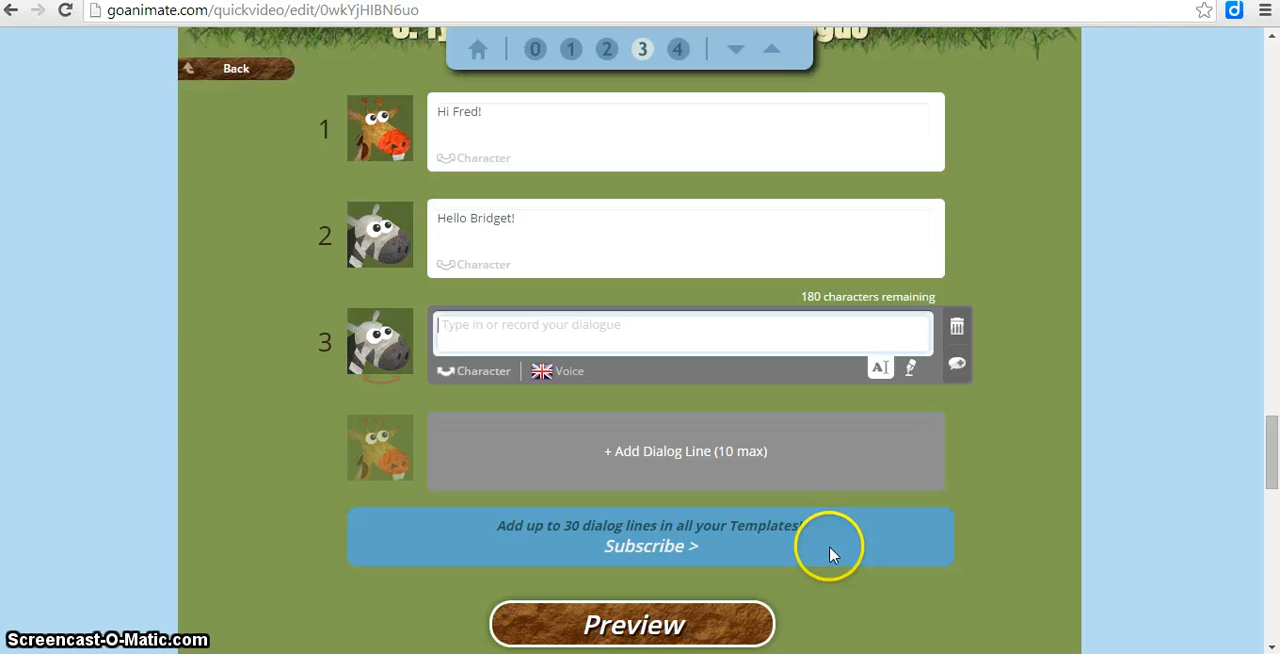 goanimate.com/quickvideo/edit/0wkYjHIBN6uo
0 1 2 3 4
Back
1
Hi Fred!
Character
2
Hello Bridget!
Character
180 characters remaining
3
Type in or record your dialogue
Character
Voice
A
+ Add Dialog Line (10 max)
Add up to 30 dialog lines in all your Templates!
Subscribe >
Preview
Screencast-O-Matic.com